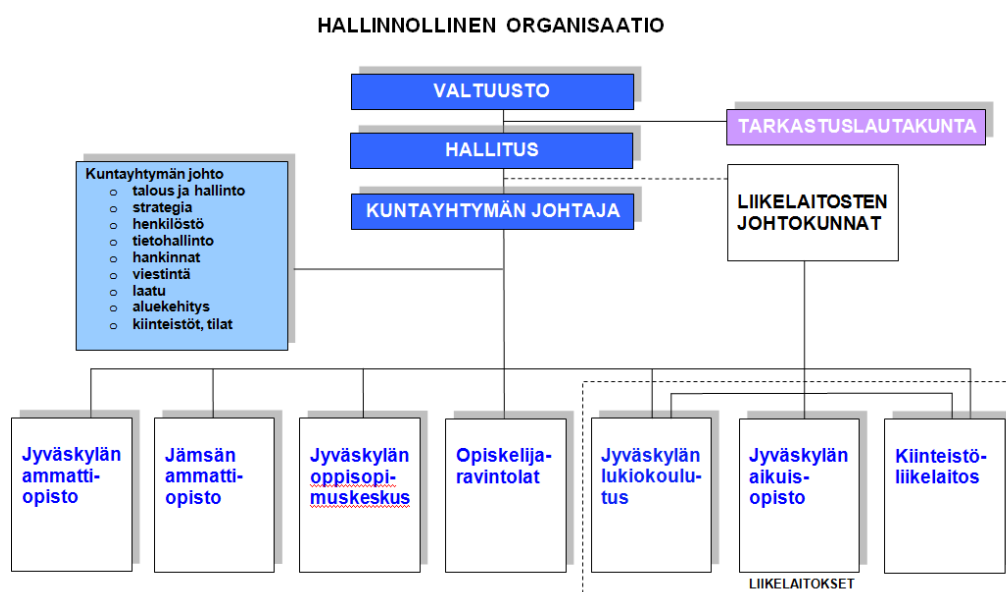 HALLINNOLLINEN ORGANISAATIO
VALTUUSTO
TARKASTUSLAUTAKUNTA
HALLITUS
Kuntayhtymän johto
o talous ja hallinto
o strategia
o henkilöstö
o tietohallinto
o hankinnat
o viestintä
o laatu
o aluekehitys
o kiinteistöt, tilat
KUNTAYHTYMÄN JOHTAJA
LIIKELAITOSTEN
JOHTOKUNNAT
Jyväskylän
ammatti-
opisto
Jämsän
ammatti-
opisto
Jyväskylän
oppisopi-
muskeskus
Opiskelija-
ravintolat
Jyväskylän
lukiokoulu-
tus
Jyväskylän
aikuis-
opisto
Kiinteistö-
liikelaitos
LIIKELAITOKSET